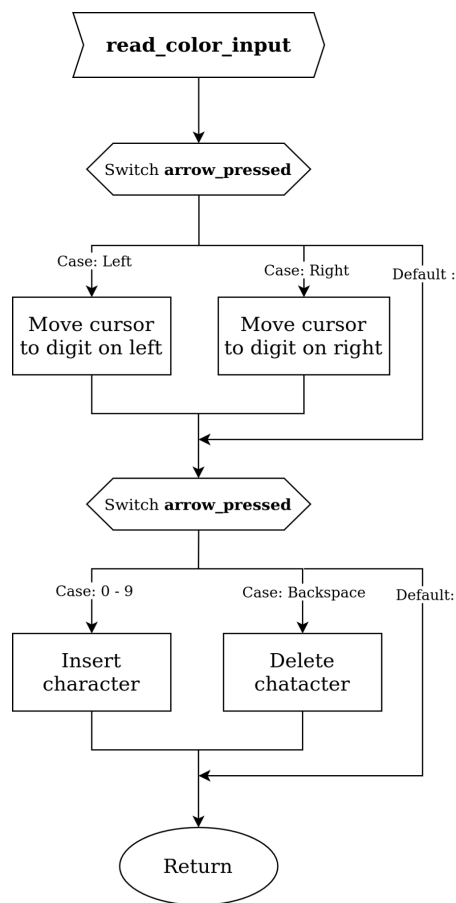 read_color_input
Switch arrow_pressed
Case: Left
Case: Right
Default :
Move cursor
to digit on left
Move cursor
to digit on right
Switch arrow_pressed
Case: 0 - 9
Case: Backspace
Default:
Insert
character
Delete
chatacter
Return